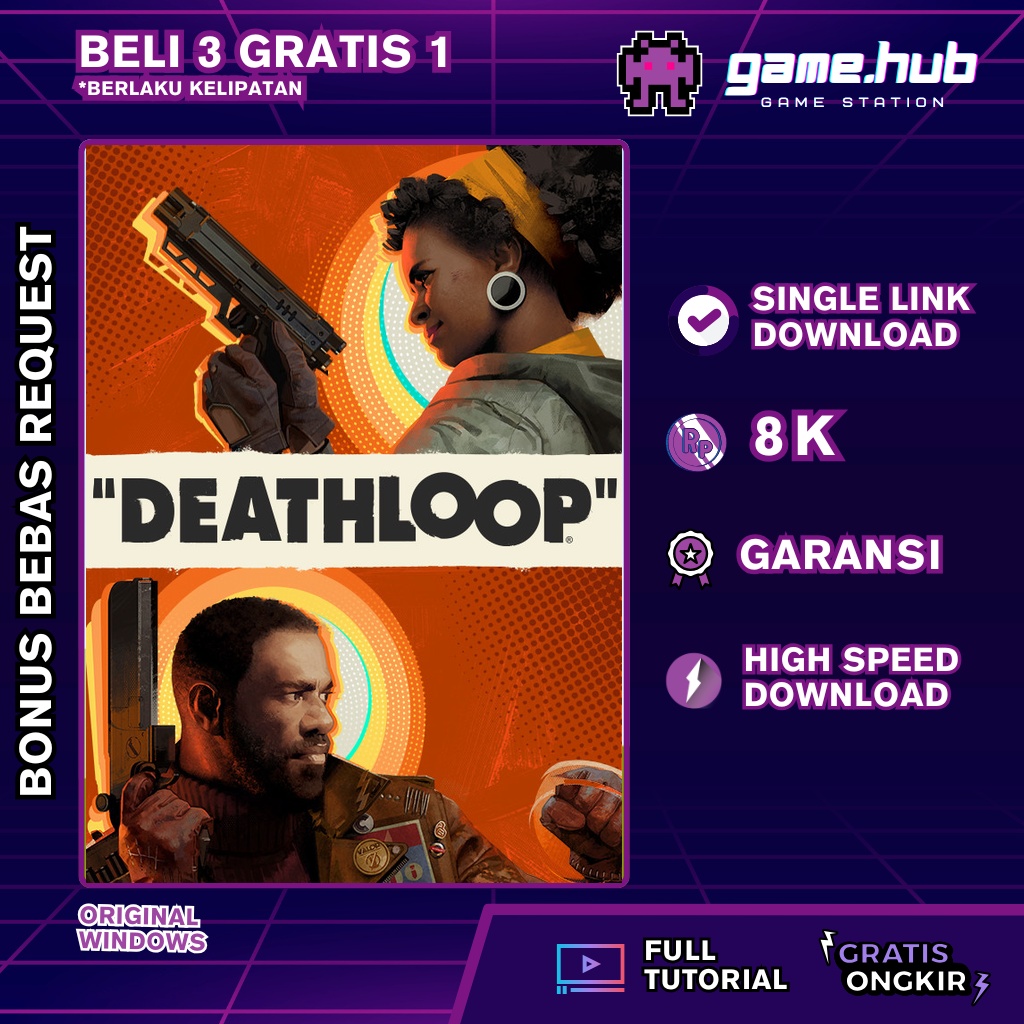 BELI 3 GRATIS 1
*BERLAKU KELIPATAN
game.hub
GAME STATION
BONUS BEBAS REQUEST
"DEATHLOOP®"
SINGLE LINK
DOWNLOAD
Rp 8K
GARANSI
HIGH SPEED
DOWNLOAD
ORIGINAL
WINDOWS
FULL
TUTORIAL
GRATIS
ONGKIR